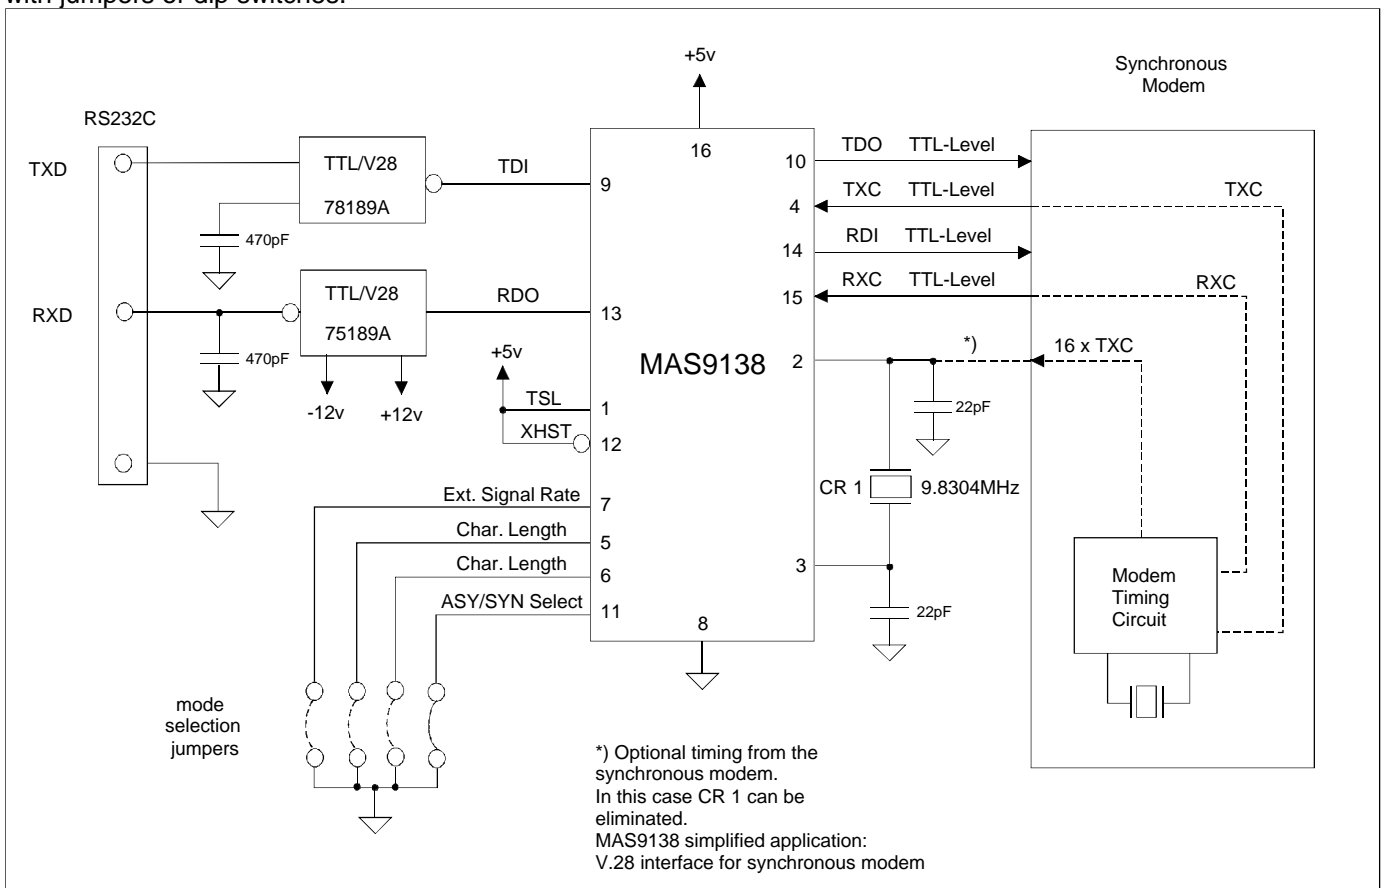 with jumpers or dip switches.
+5v
Synchronous
Modem
RS232C
TXD
TTL/V28
78189A
TDI
9
16
10
TDO TTL-Level
4
TXC TTL-Level
TXC
470pF
14
RDI TTL-Level
15
RXC TTL-Level
RXC
RXD
TTL/V28
75189A
RDO
13
470pF
-12v
+12v
+5v
MAS9138
2
*)
16 x TXC
22pF
TSL
1
XHST
12
CR 1
9.8304MHz
Ext. Signal Rate
7
Char. Length
5
Char. Length
6
ASY/SYN Select
11
3
22pF
8
Modem
Timing
Circuit
mode
selection
jumpers
*) Optional timing from the
synchronous modem.
In this case CR 1 can be
eliminated.
MAS9138 simplified application:
V.28 interface for synchronous modem